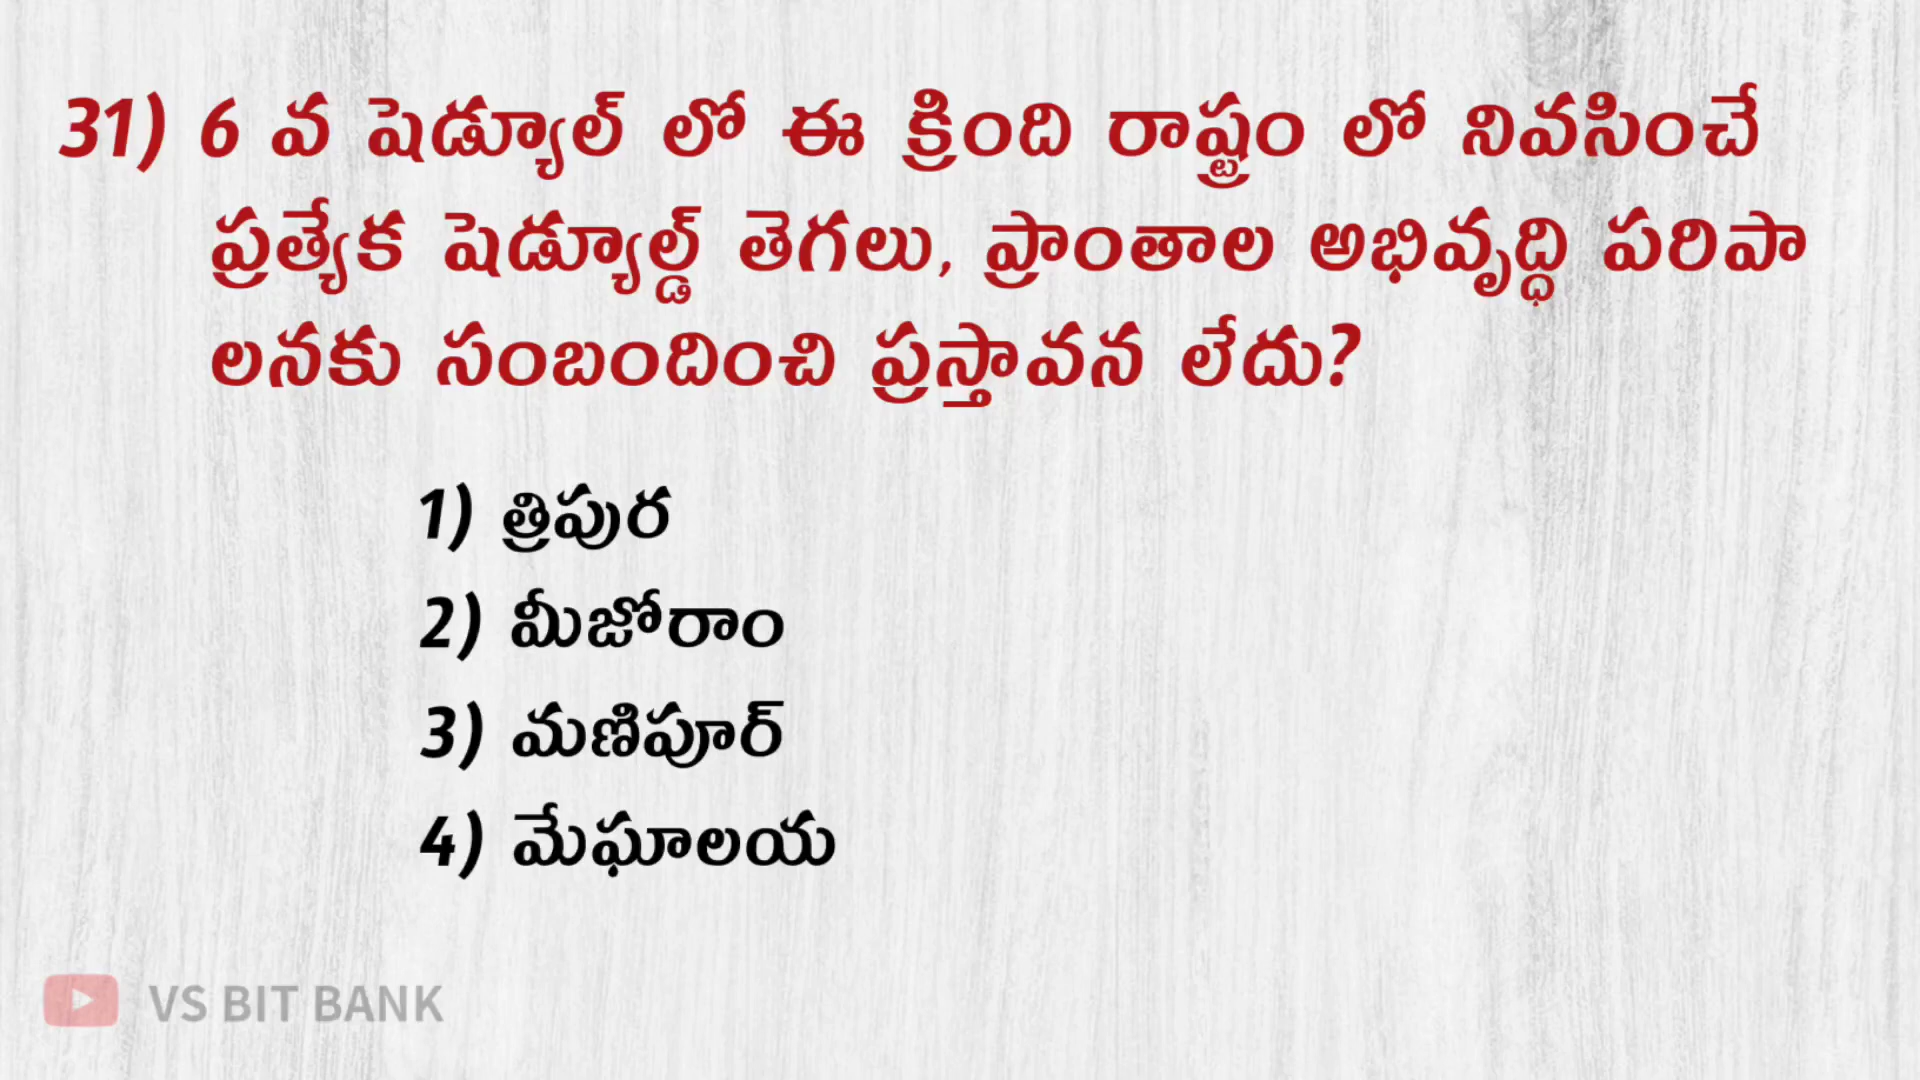 31) 6 వ షెడ్యూల్ లో ఈ క్రింది రాష్ట్రం లో నివసించే
ప్రత్యేక షెడ్యూల్డ్ తెగలు, ప్రాంతాల అభివృద్ధి పరిపా
లనకు సంబందించి ప్రస్తావన లేదు?
1) త్రిపుర
2) మీజోరాం
3) మణిపూర్
4) మేఘాలయ
VS BIT BANK